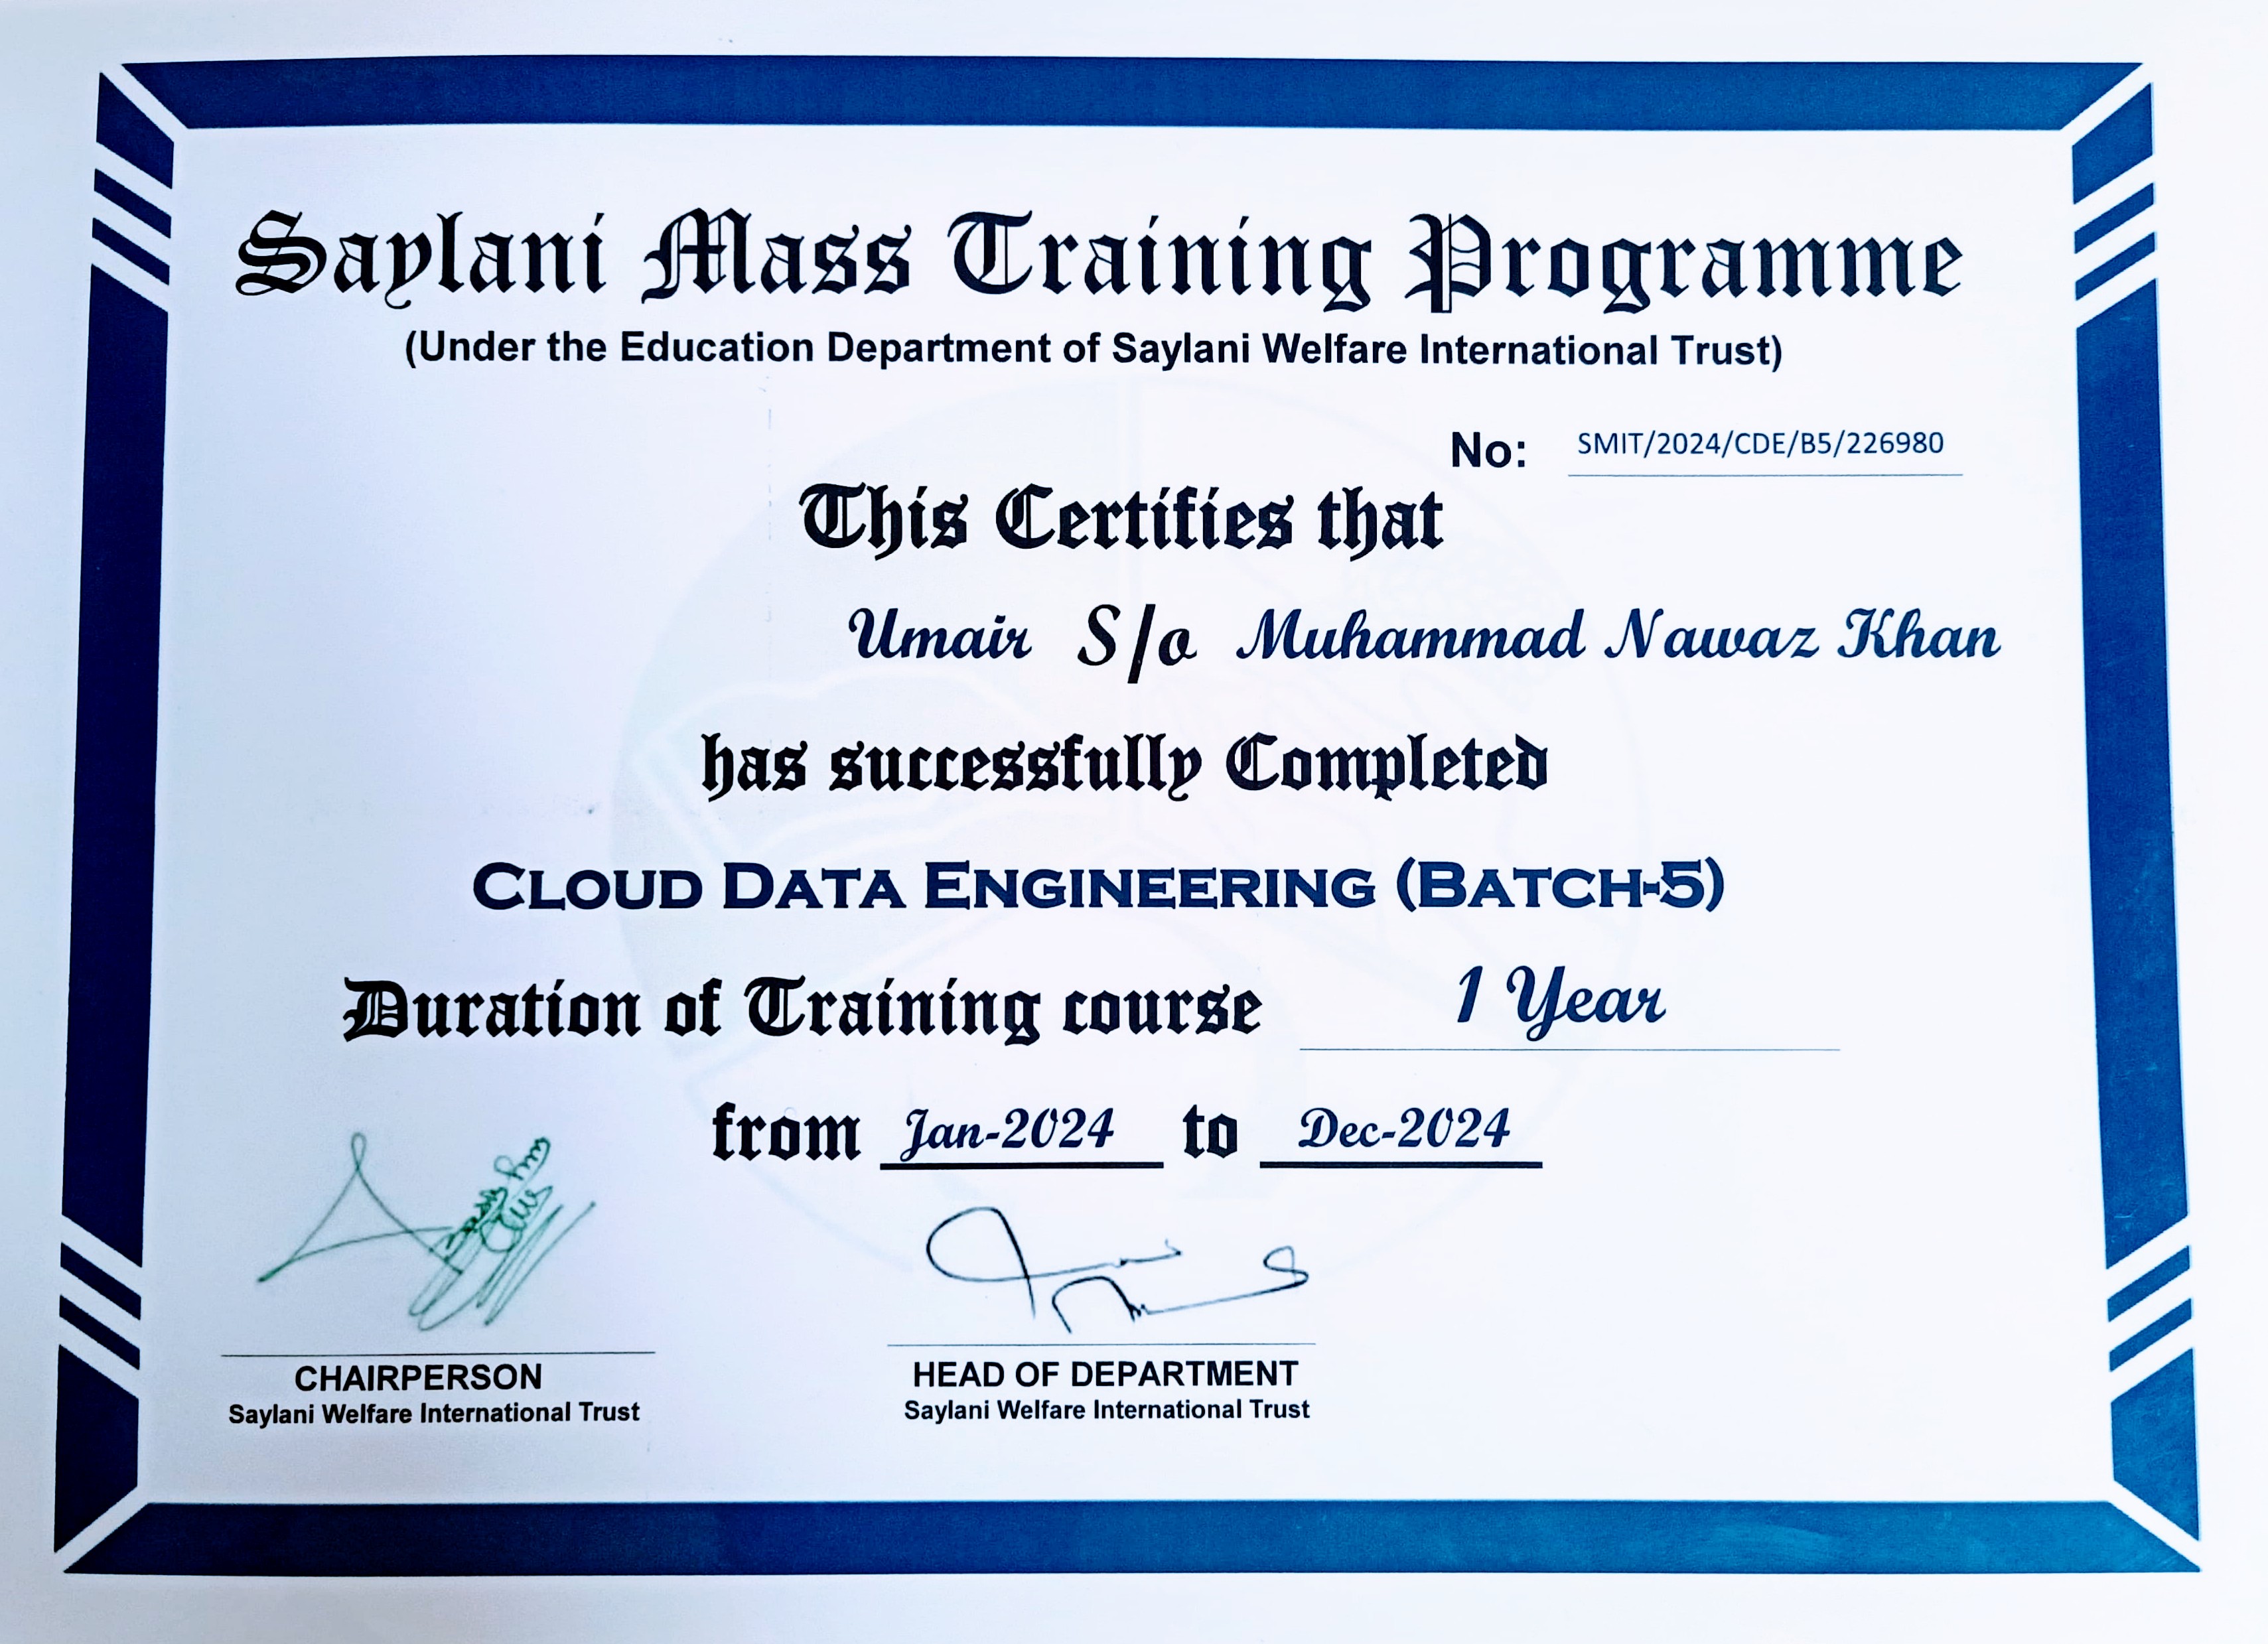 Saylani Mass Training Programme
(Under the Education Department of Saylani Welfare International Trust)
No: SMIT/2024/CDE/B5/226980
This Certifies that
Umair S/o Muhammad Nawaz Khan
has successfully Completed
CLOUD DATA ENGINEERING (BATCH-5)
Duration of Training course 1 Year
from Jan-2024 to Dec-2024
CHAIRPERSON
Saylani Welfare International Trust
HEAD OF DEPARTMENT
Saylani Welfare International Trust